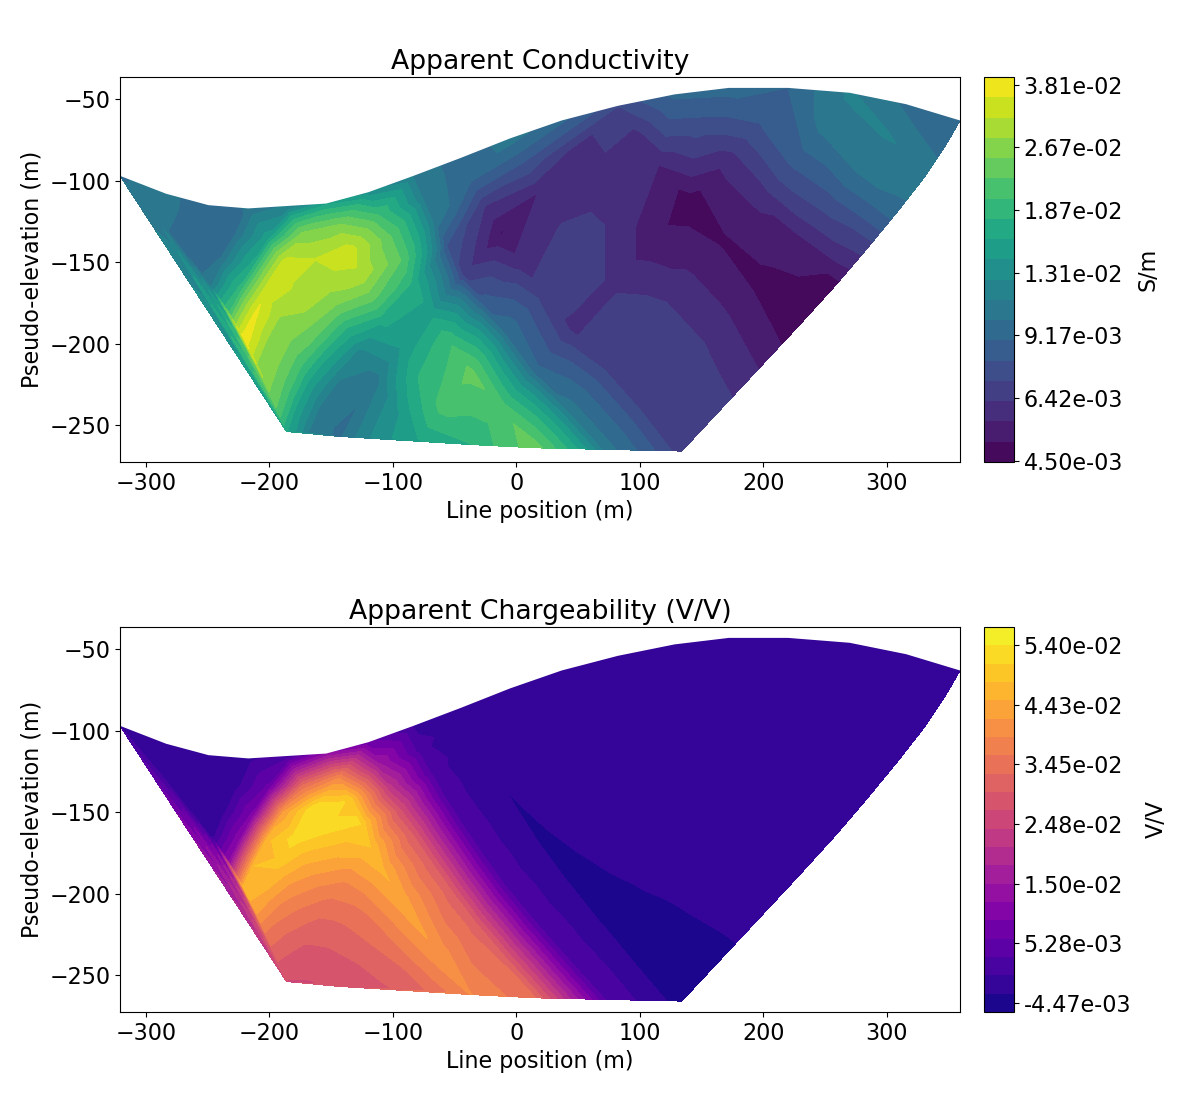 Apparent Conductivity
−50
−100
−150
−200
−250
Pseudo-elevation (m)
−300 −200 −100 0 100 200 300
Line position (m)
3.81e-02
2.67e-02
1.87e-02
1.31e-02
9.17e-03
6.42e-03
4.50e-03
S/m
Apparent Chargeability (V/V)
−50
−100
−150
−200
−250
Pseudo-elevation (m)
−300 −200 −100 0 100 200 300
Line position (m)
5.40e-02
4.43e-02
3.45e-02
2.48e-02
1.50e-02
5.28e-03
-4.47e-03
V/V